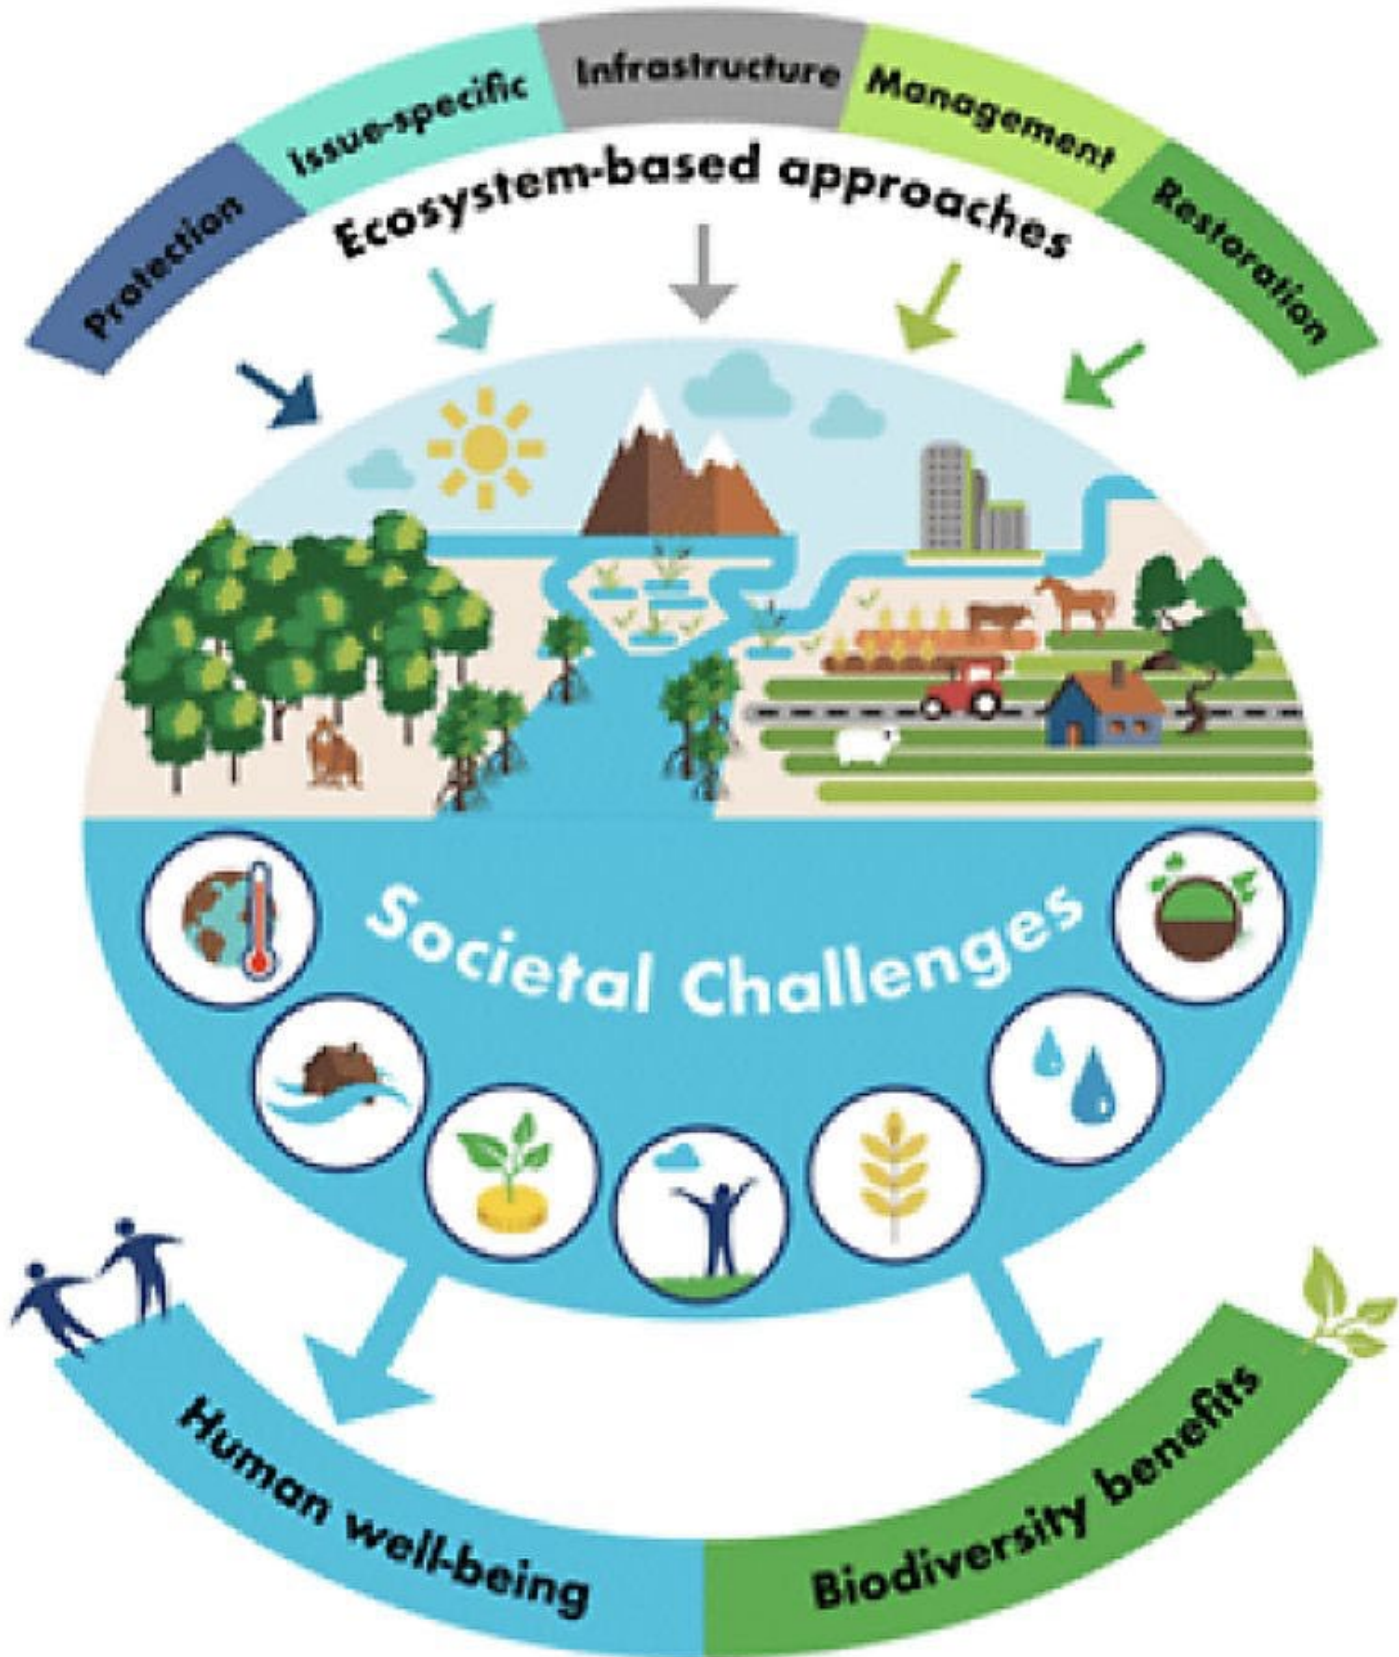 Protection
Issue-specific
Infrastructure
Management
Restoration
Ecosystem-based approaches
Societal Challenges
Human well-being
Biodiversity benefits